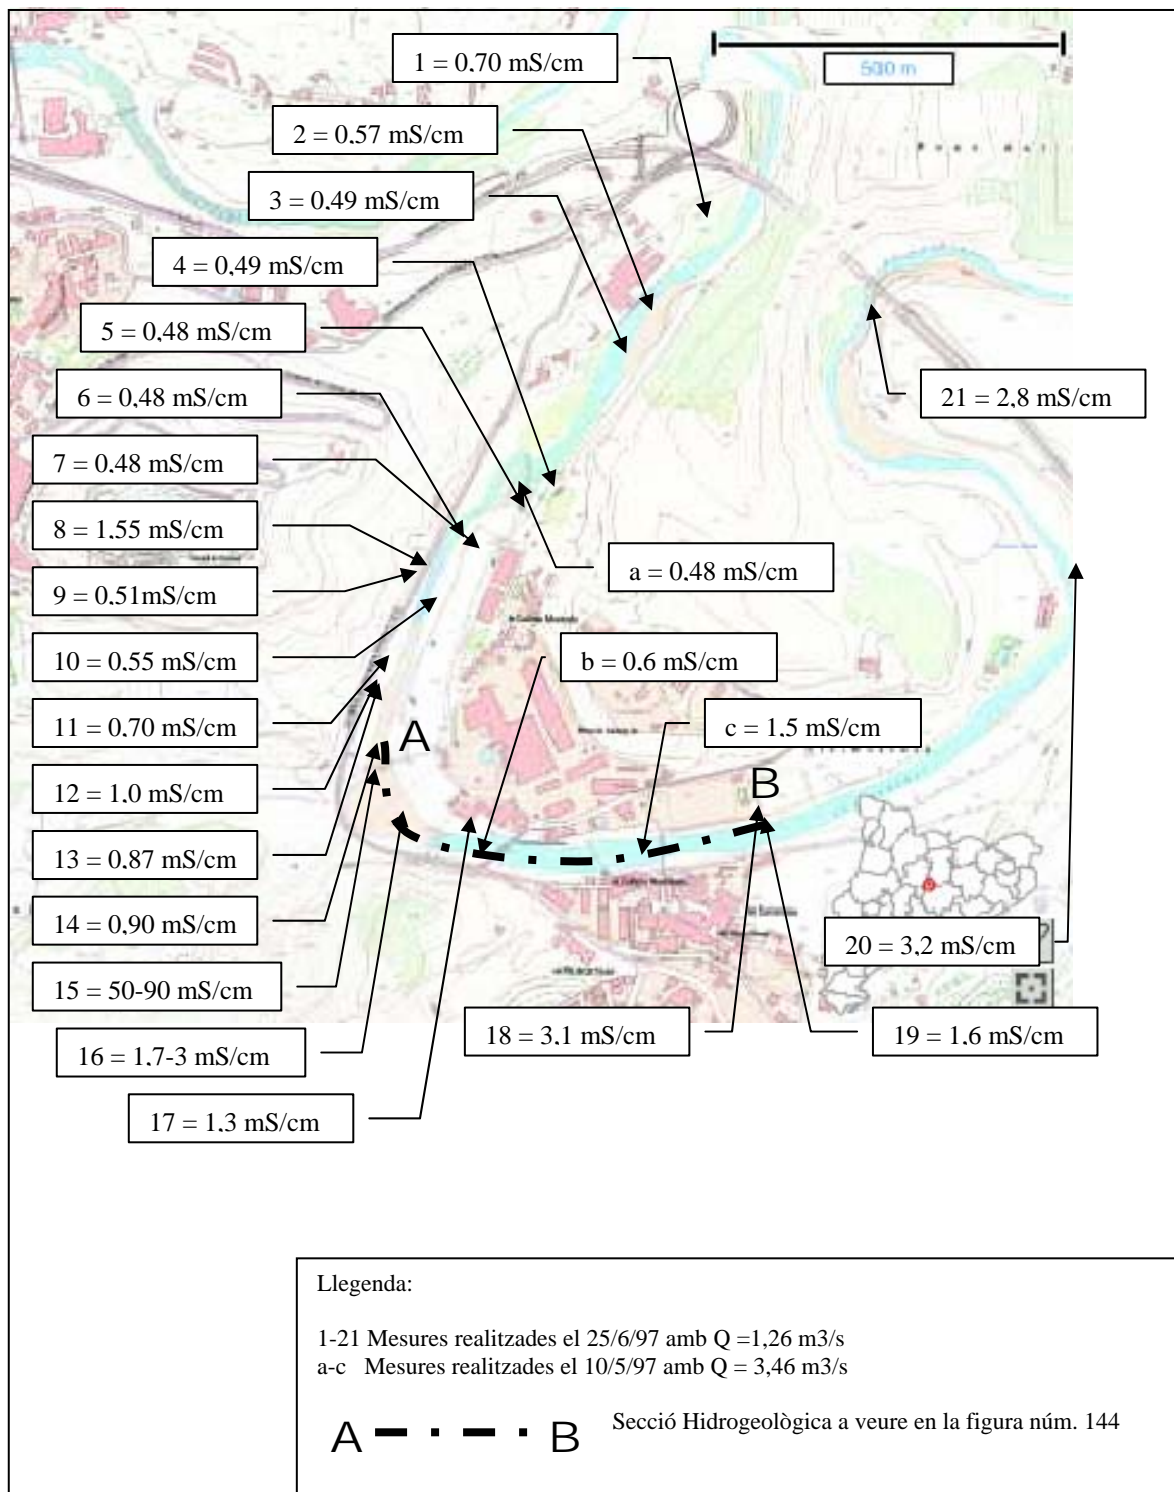 1 = 0,70 mS/cm
500 m
2 = 0,57 mS/cm
3 = 0,49 mS/cm
4 = 0,49 mS/cm
5 = 0,48 mS/cm
6 = 0,48 mS/cm
21 = 2,8 mS/cm
7 = 0,48 mS/cm
8 = 1,55 mS/cm
a = 0,48 mS/cm
9 = 0,51mS/cm
10 = 0,55 mS/cm
b = 0,6 mS/cm
11 = 0,70 mS/cm
A
c = 1,5 mS/cm
12 = 1,0 mS/cm
B
13 = 0,87 mS/cm
14 = 0,90 mS/cm
20 = 3,2 mS/cm
15 = 50-90 mS/cm
16 = 1,7-3 mS/cm
18 = 3,1 mS/cm
19 = 1,6 mS/cm
17 = 1,3 mS/cm
Llegenda:
1-21 Mesures realitzades el 25/6/97 amb Q =1,26 m3/s
a-c Mesures realitzades el 10/5/97 amb Q = 3,46 m3/s
A B Secció Hidrogeològica a veure en la figura núm. 144